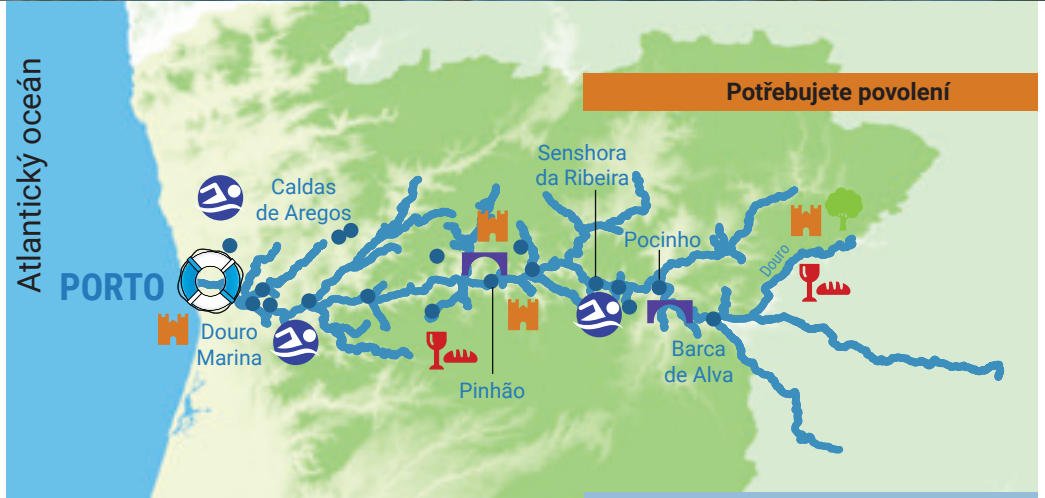 Atlantický oceán
Potřebujete povolení
Senshora
da Ribeira
Caldas
de Aregos
Pocinho
Douro
PORTO
Douro
Marina
Barca
de Alva
Pinhão